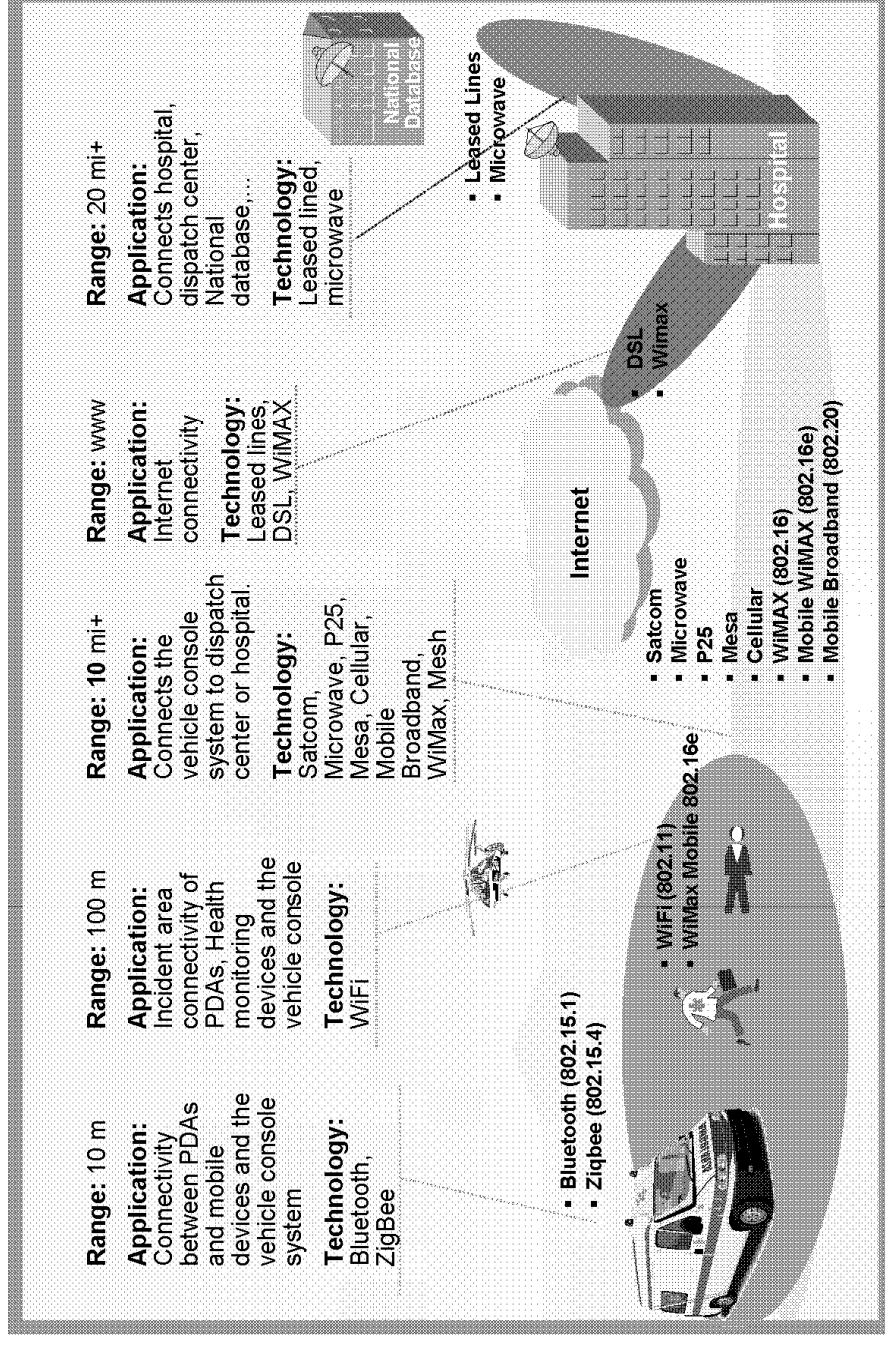 Range: 10 m
Application:
Connectivity
between PDAs
and mobile
devices and the
vehicle console
system
Technology:
Bluetooth,
ZigBee
Range: 100 m
Application:
Incident area
connectivity of
PDAs, Health
monitoring
devices and the
vehicle console
Technology:
WiFi
Range: 10 mi+
Application:
Connects the
vehicle console
system to dispatch
center or hospital.
Technology:
Satcom,
Microwave, P25,
Mesa, Cellular,
Mobile
Broadband,
WiMax, Mesh
Range: www
Application:
Internet
connectivity
Technology:
Leased lines,
DSL, WiMAX
Range: 20 mi+
Application:
Connects hospital,
dispatch center,
National
database,...
Technology:
Leased lined,
microwave
National
Database
▪ Leased Lines
▪ Microwave
Hospital
▪ DSL
▪ Wimax
Internet
▪ Satcom
▪ Microwave
▪ P25
▪ Mesa
▪ Cellular
▪ WiMAX (802.16)
▪ Mobile WiMAX (802.16e)
▪ Mobile Broadband (802.20)
▪ WiFi (802.11)
▪ WiMax Mobile 802.16e
▪ Bluetooth (802.15.1)
▪ Ziqbee (802.15.4)